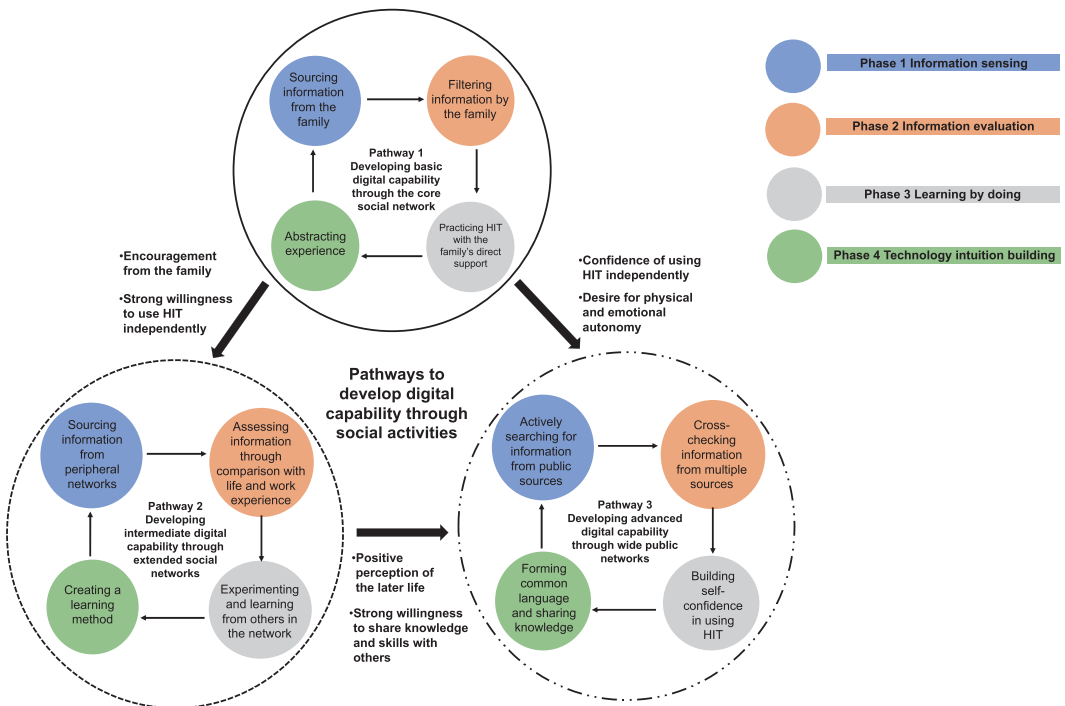 Sourcing
information
from the
family
Filtering
information by
the family
Pathway 1
Developing basic
digital capability
through the core
social network
Abstracting
experience
Practicing HIT
with the
family's direct
support
Phase 1 Information sensing
Phase 2 Information evaluation
Phase 3 Learning by doing
Phase 4 Technology intuition building
•Encouragement
from the family
•Strong willingness
to use HIT
independently
•Confidence of using
HIT independently
•Desire for physical
and emotional
autonomy
Pathways to
develop digital
capability through
social activities
Sourcing
information
from
peripheral
networks
Assessing
information
through
comparison with
life and work
experience
Pathway 2
Developing
intermediate digital
capability through
extended social
networks
Creating a
learning
method
Experimenting
and learning
from others in
the network
•Positive
perception of
the later life
•Strong willingness
to share knowledge
and skills with
others
Actively
searching for
information
from public
sources
Cross-
checking
information
from multiple
sources
Pathway 3
Developing advanced
digital capability
through wide public
networks
Forming
common
language
and sharing
knowledge
Building
self-
confidence
in using
HIT